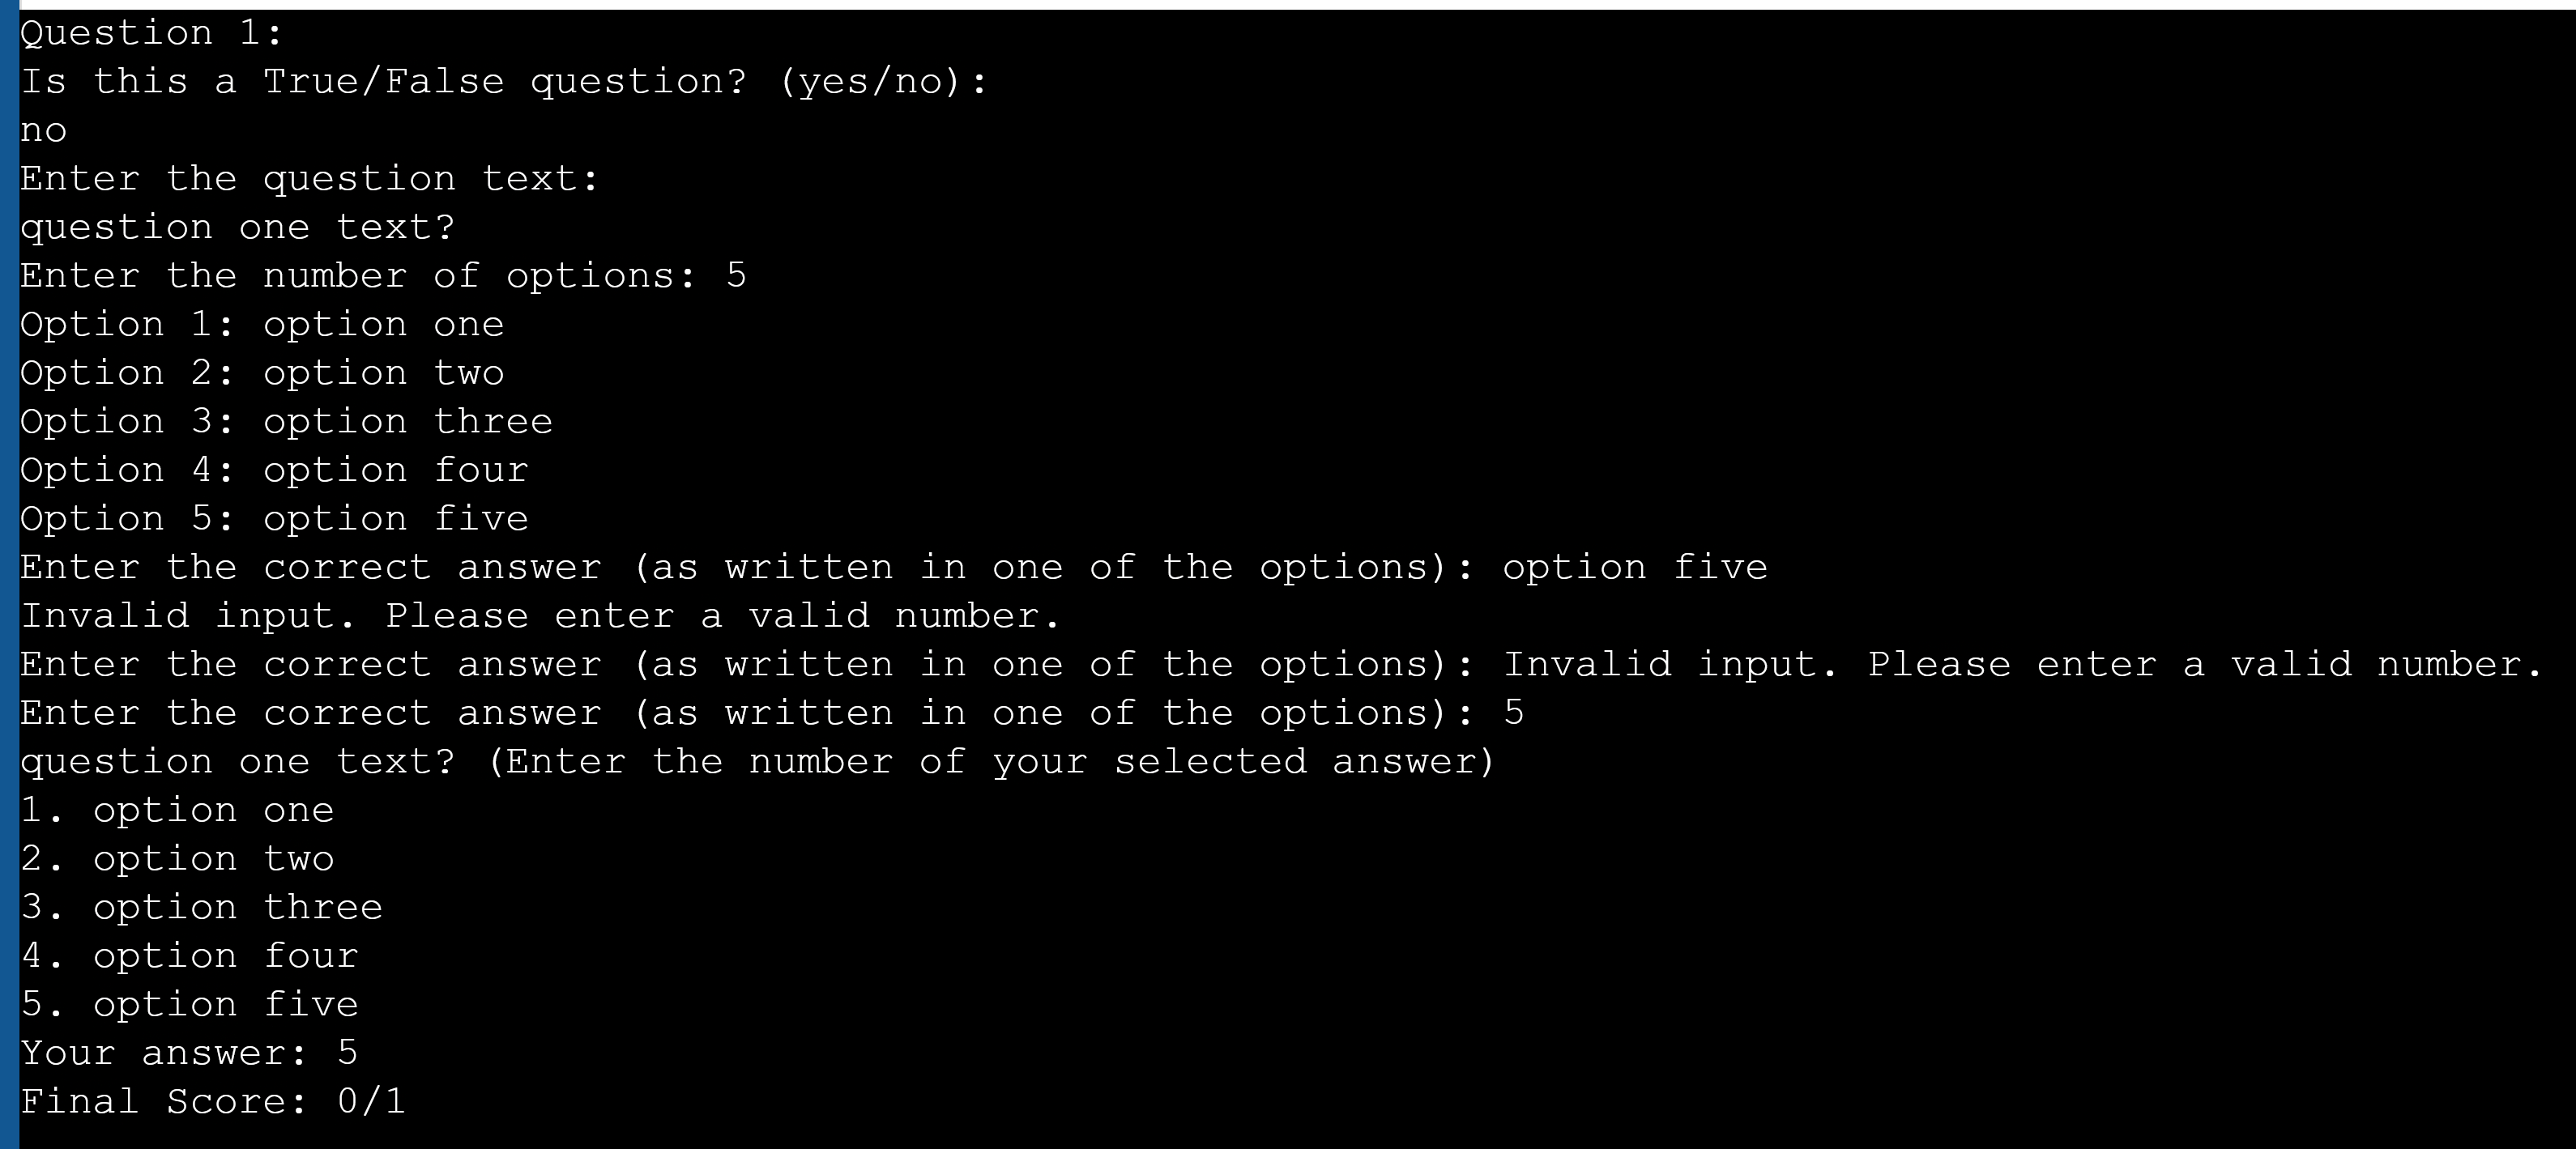 Question 1:
Is this a True/False question? (yes/no):
no
Enter the question text:
question one text?
Enter the number of options: 5
Option 1: option one
Option 2: option two
Option 3: option three
Option 4: option four
Option 5: option five
Enter the correct answer (as written in one of the options): option five
Invalid input. Please enter a valid number.
Enter the correct answer (as written in one of the options): Invalid input. Please enter a valid number.
Enter the correct answer (as written in one of the options): 5
question one text? (Enter the number of your selected answer)
1. option one
2. option two
3. option three
4. option four
5. option five
Your answer: 5
Final Score: 0/1